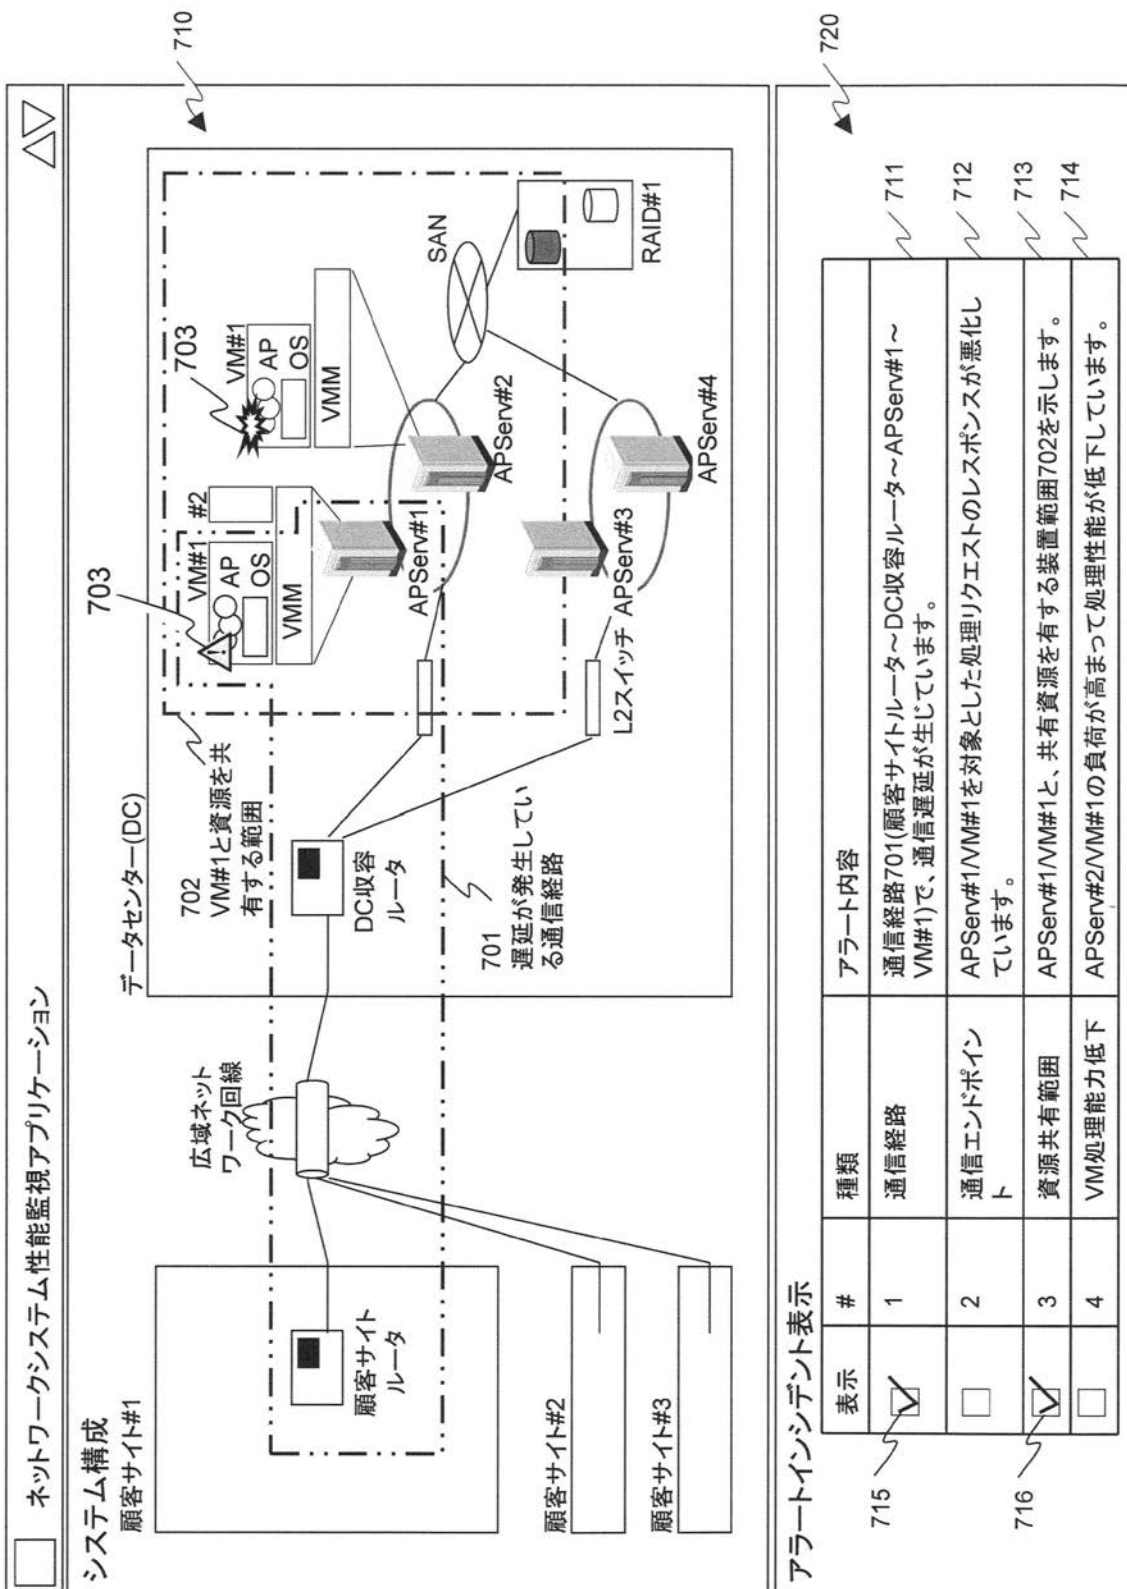 ネットワークシステム性能監視アプリケーション
710
システム構成
顧客サイト#1
顧客サイト
ルータ
顧客サイト#2
顧客サイト#3
広域ネット
ワーク回線
データセンター(DC)
702
VM#1と資源を共
有する範囲
DC収容
ルータ
701
遅延が発生してい
る通信経路
703
VM#1
#2
AP
OS
VMM
APServ#1
703
VM#1
AP
OS
VMM
APServ#2
L2スイッチ
APServ#3
APServ#4
SAN
RAID#1
720
アラートインシデント表示
表示 # 種類 アラート内容
1 通信経路 通信経路701(顧客サイトルータ~DC収容ルータ~APServ#1~
VM#1)で、通信遅延が生じています。
711
2 通信エンドポイン
ト
APServ#1/VM#1を対象とした処理リクエストのレスポンスが悪化し
ています。
712
3 資源共有範囲 APServ#1/VM#1と、共有資源を有する装置範囲702を示します。
713
4 VM処理能力低下 APServ#2/VM#1の負荷が高まって処理性能が低下しています。
714
715
716